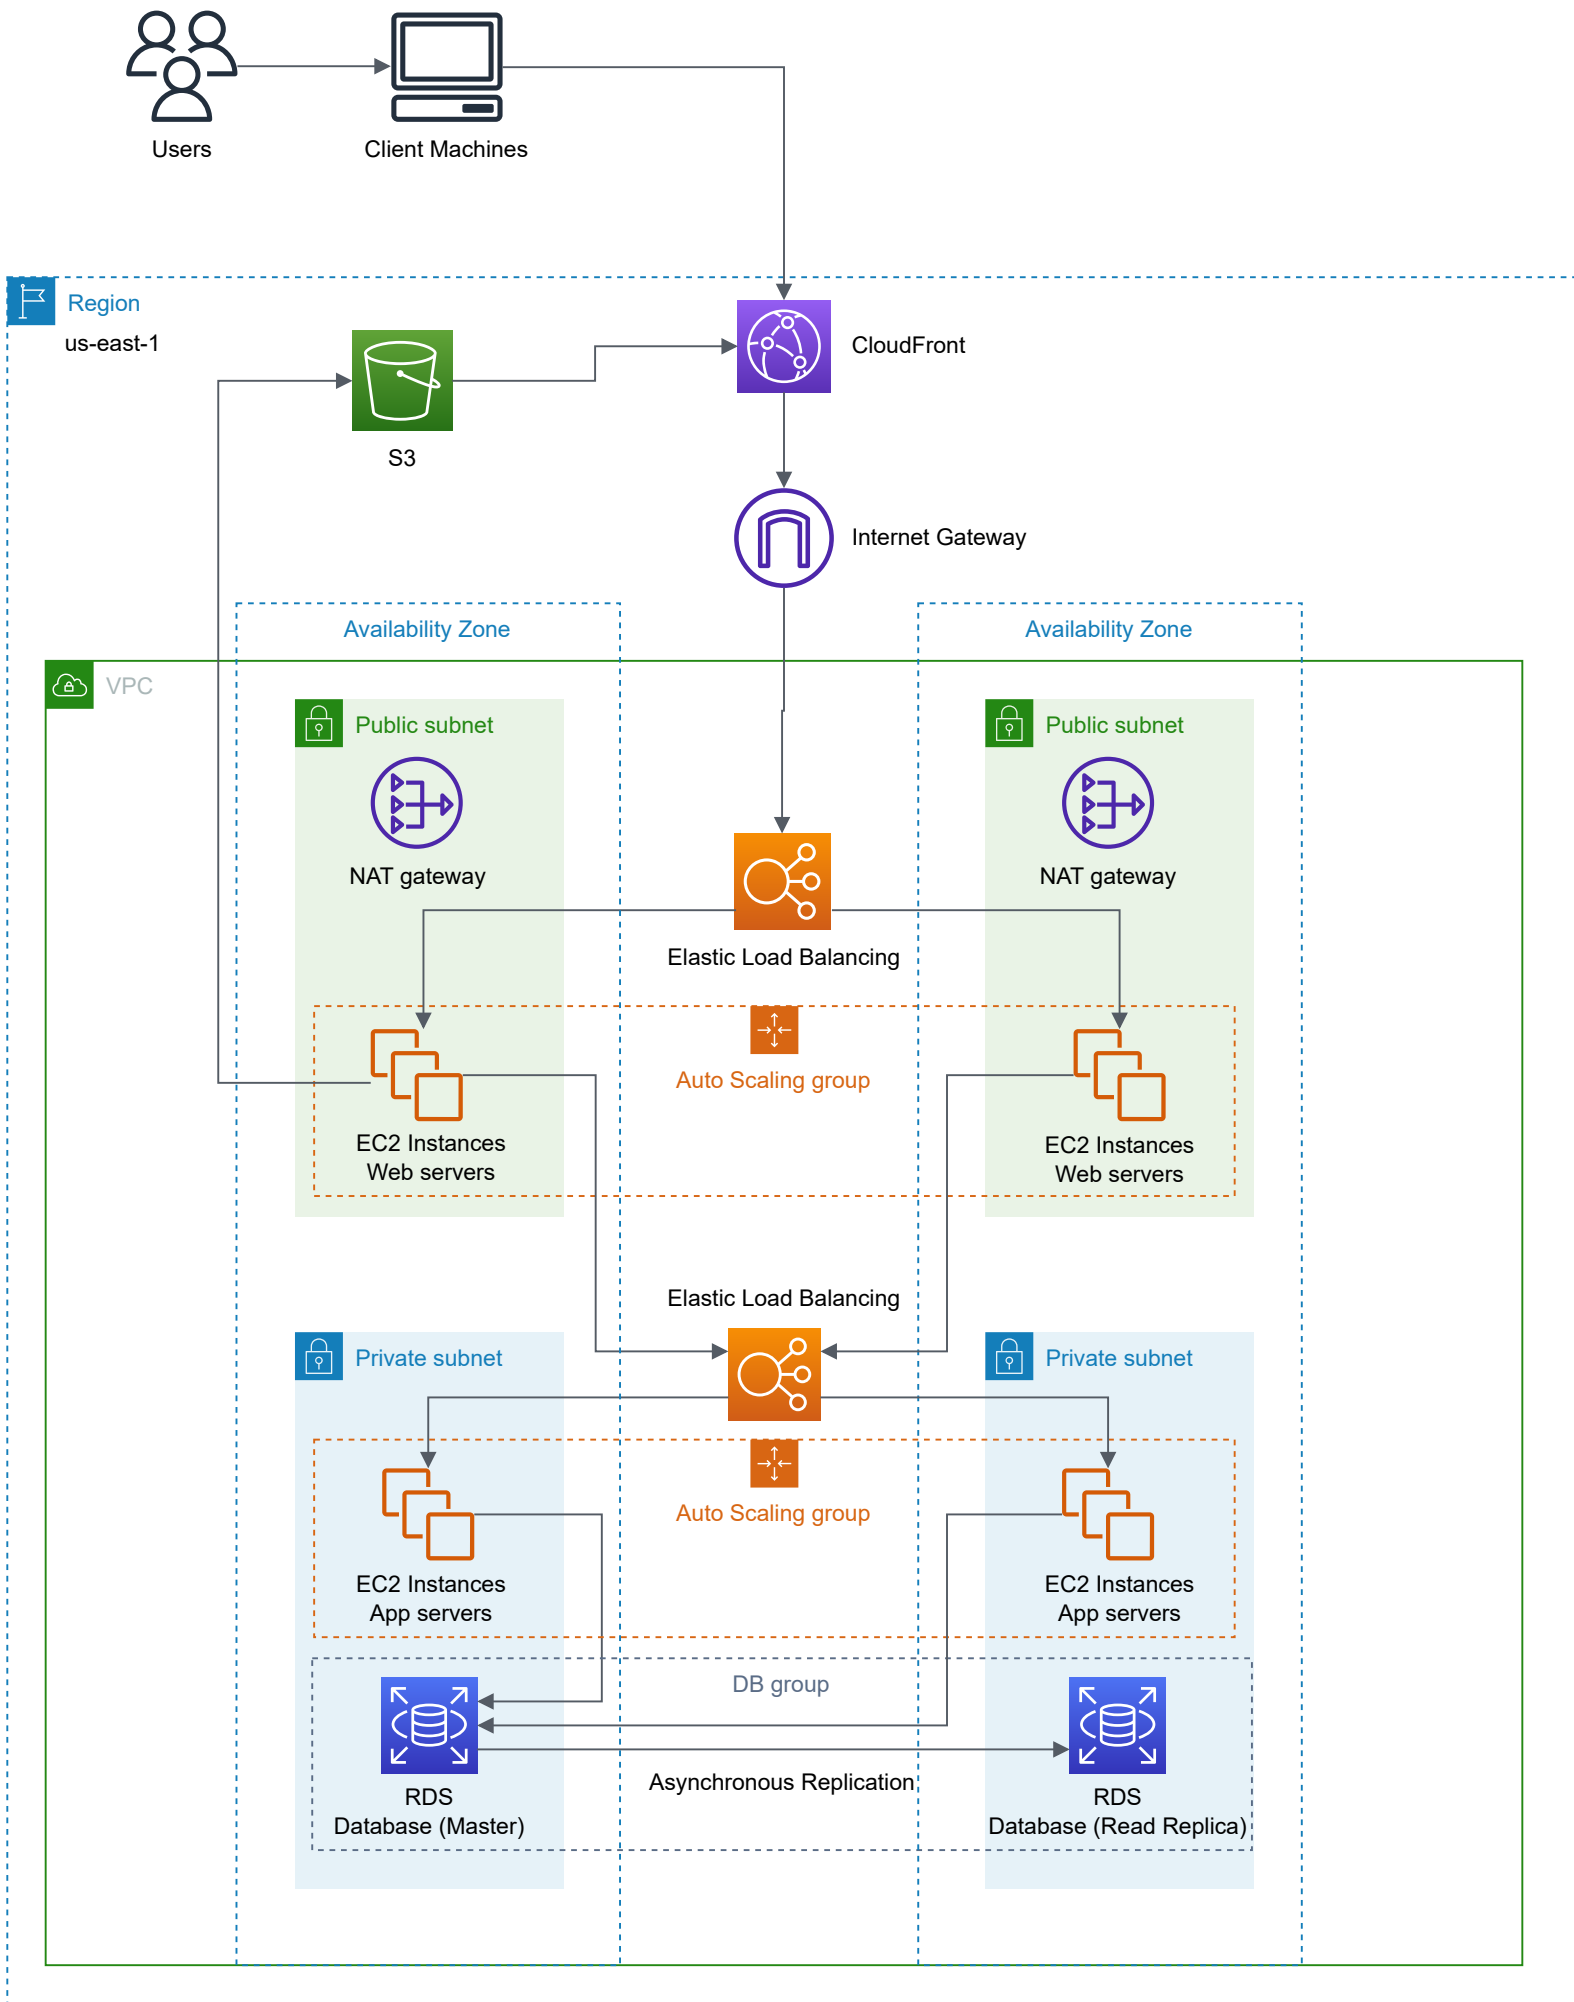 Users
Client Machines
Region
us-east-1
CloudFront
S3
Internet Gateway
Availability Zone
Availability Zone
VPC
Public subnet
Public subnet
NAT gateway
NAT gateway
Elastic Load Balancing
Auto Scaling group
EC2 Instances
Web servers
EC2 Instances
Web servers
Elastic Load Balancing
Private subnet
Private subnet
Auto Scaling group
EC2 Instances
App servers
EC2 Instances
App servers
DB group
Asynchronous Replication
RDS
Database (Master)
RDS
Database (Read Replica)